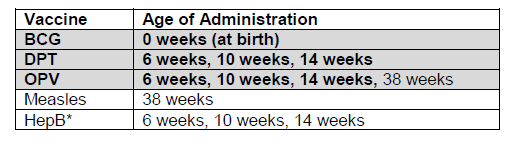 Vaccine Age of Administration
BCG 0 weeks (at birth)
DPT 6 weeks, 10 weeks, 14 weeks
OPV 6 weeks, 10 weeks, 14 weeks, 38 weeks
Measles 38 weeks
HepB* 6 weeks, 10 weeks, 14 weeks